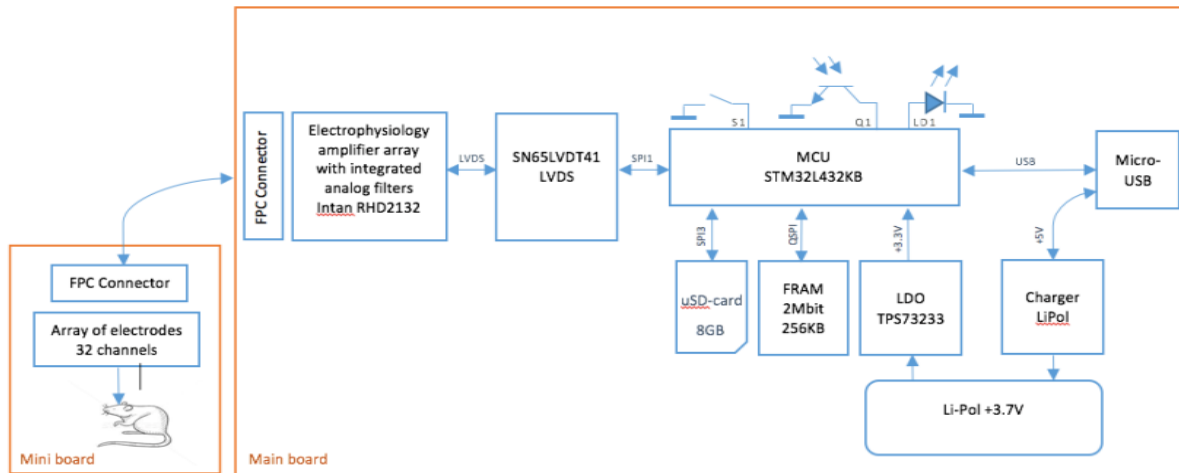 S1
Q1
LD1
FPC Connector
Electrophysiology
amplifier array
with integrated
analog filters
Intan RHD2132
LVDS
SN65LVDT41
LVDS
SPI1
MCU
STM32L432KB
USB
Micro-
USB
SPI3
QSPI
+3.3V
+5V
uSD-card
8GB
FRAM
2Mbit
256KB
LDO
TPS73233
Charger
LiPol
Li-Pol +3.7V
FPC Connector
Array of electrodes
32 channels
Mini board
Main board